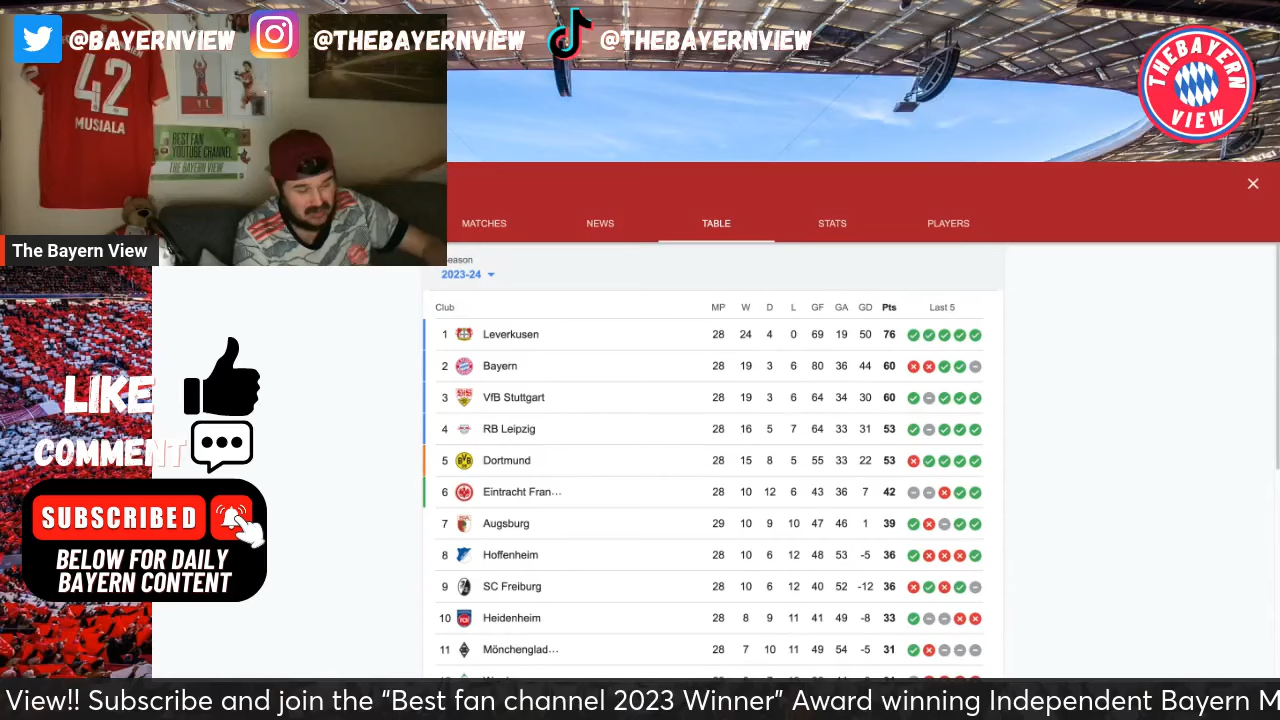 @BAYERNVIEW @THEBAYERNVIEW @THEBAYERNVIEW
THEBAYERN
VIEW
42
MUSIALA
BEST FAN
YOUTUBE CHANNEL
THE BAYERN VIEW
The Bayern View
MATCHES NEWS TABLE STATS PLAYERS
eason
2023-24
Club MP W D L GF GA GD Pts Last 5
1 Leverkusen 28 24 4 0 69 19 50 76
2 Bayern 28 19 3 6 80 36 44 60
3 VfB Stuttgart 28 19 3 6 64 34 30 60
4 RB Leipzig 28 16 5 7 64 33 31 53
5 Dortmund 28 15 8 5 55 33 22 53
6 Eintracht Fran... 28 10 12 6 43 36 7 42
7 Augsburg 29 10 9 10 47 46 1 39
8 Hoffenheim 28 10 6 12 48 53 -5 36
9 SC Freiburg 28 10 6 12 40 52 -12 36
10 Heidenheim 28 8 9 11 41 49 -8 33
11 Mönchenglad... 28 7 10 11 49 54 -5 31
LIKE
COMMENT
SUBSCRIBED
BELOW FOR DAILY
BAYERN CONTENT
View!! Subscribe and join the “Best fan channel 2023 Winner” Award winning Independent Bayern M